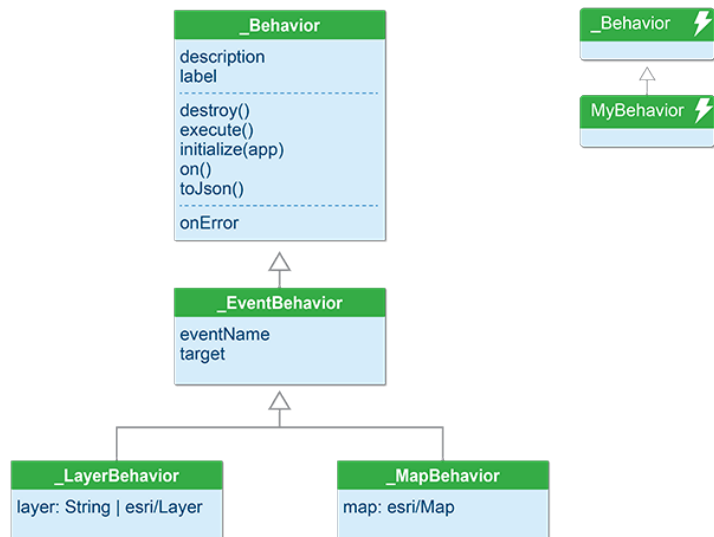 _Behavior
description
label
destroy()
execute()
initialize(app)
on()
toJson()
onError
_EventBehavior
eventName
target
_LayerBehavior
layer: String | esri/Layer
_MapBehavior
map: esri/Map
_Behavior
MyBehavior